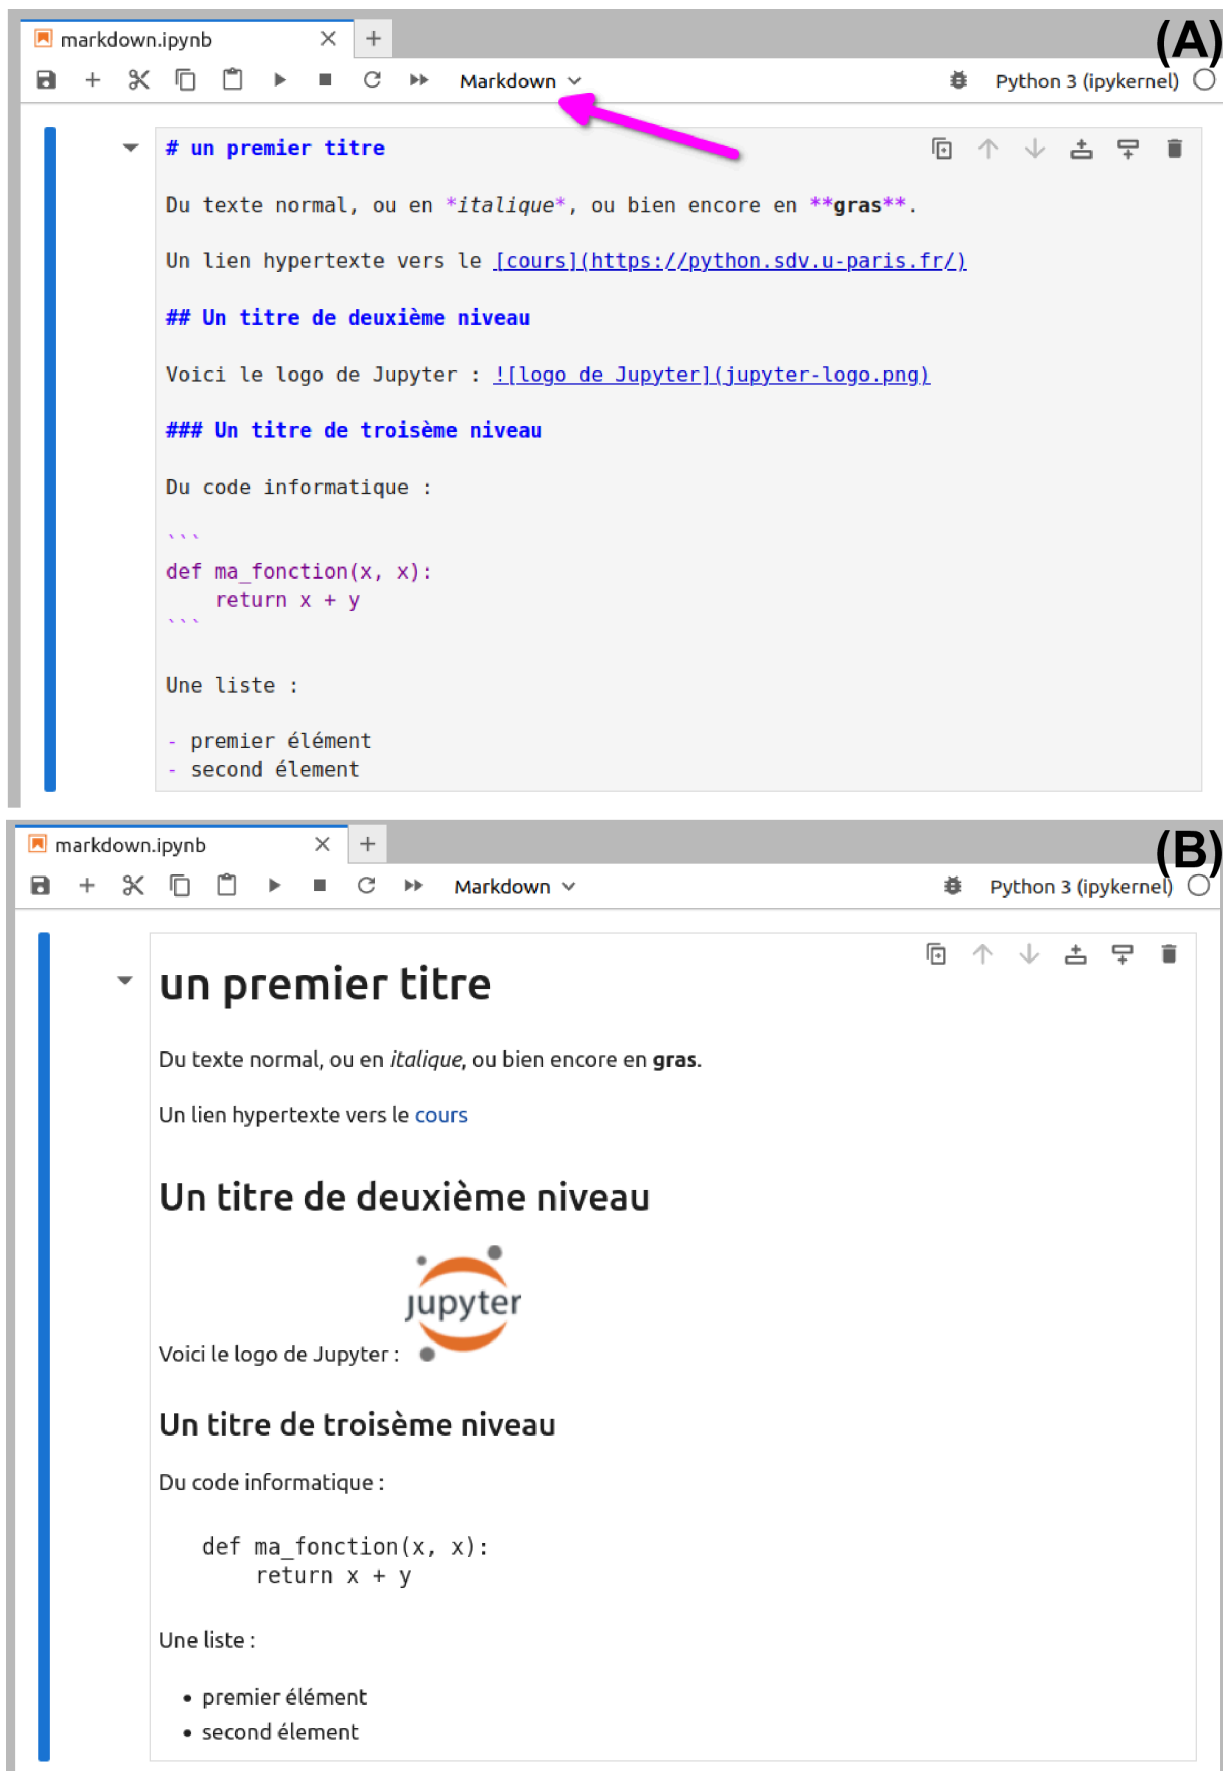 markdown.ipynb
(A)
Markdown
Python 3 (ipykernel)
# un premier titre
Du texte normal, ou en *italique*, ou bien encore en **gras**.
Un lien hypertexte vers le [cours](https://python.sdv.u-paris.fr/)
## Un titre de deuxième niveau
Voici le logo de Jupyter : ![logo de Jupyter](jupyter-logo.png)
### Un titre de troisème niveau
Du code informatique :
```
def ma_fonction(x, x):
    return x + y
```
Une liste :
- premier élément
- second élement
markdown.ipynb
(B)
Markdown
Python 3 (ipykernel)
un premier titre
Du texte normal, ou en italique, ou bien encore en gras.
Un lien hypertexte vers le cours
Un titre de deuxième niveau
jupyter
Voici le logo de Jupyter :
Un titre de troisème niveau
Du code informatique :
def ma_fonction(x, x):
    return x + y
Une liste :
• premier élément
• second élement